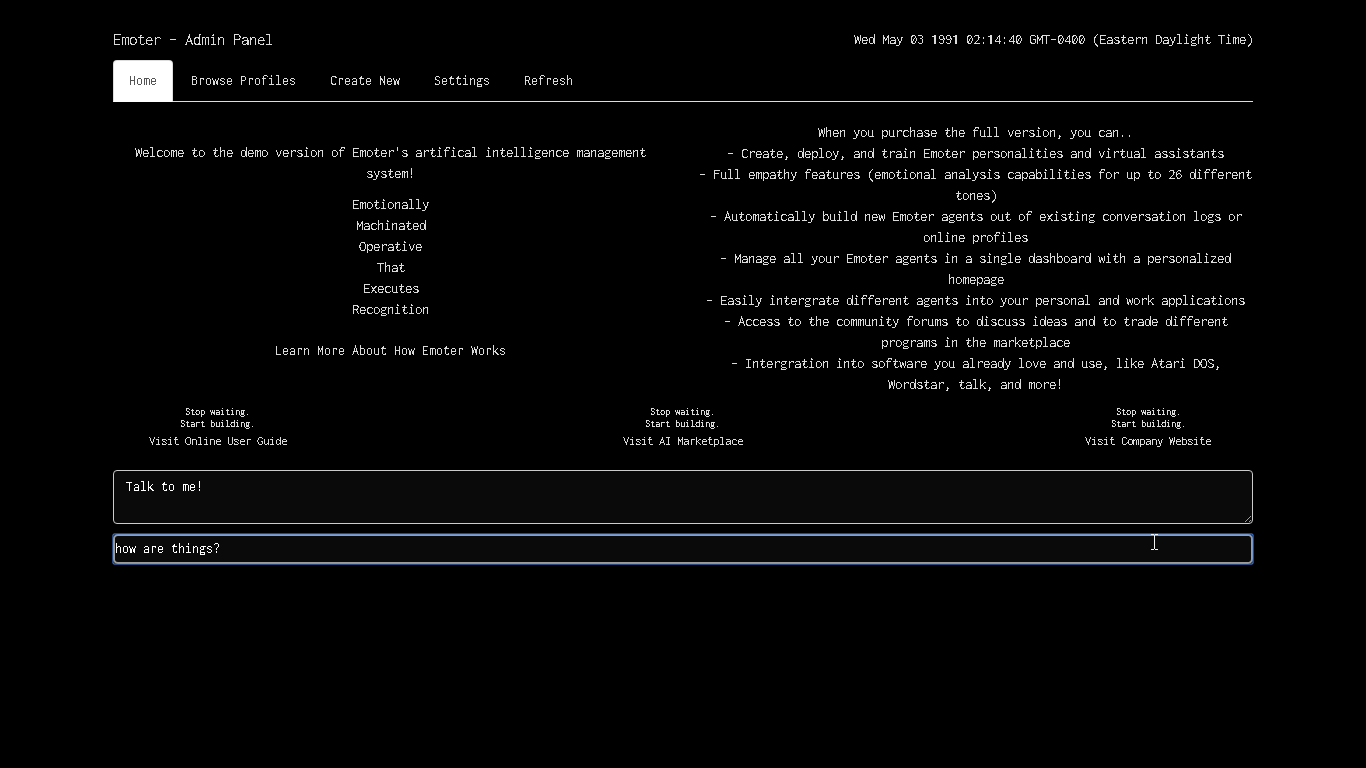 Emoter - Admin Panel
Wed May 03 1991 02:14:40 GMT-0400 (Eastern Daylight Time)
Home
Browse Profiles
Create New
Settings
Refresh
Welcome to the demo version of Emoter's artifical intelligence management
system!
Emotionally
Machinated
Operative
That
Executes
Recognition
Learn More About How Emoter Works
When you purchase the full version, you can..
- Create, deploy, and train Emoter personalities and virtual assistants
- Full empathy features (emotional analysis capabilities for up to 26 different
tones)
- Automatically build new Emoter agents out of existing conversation logs or
online profiles
- Manage all your Emoter agents in a single dashboard with a personalized
homepage
- Easily intergrate different agents into your personal and work applications
- Access to the community forums to discuss ideas and to trade different
programs in the marketplace
- Intergration into software you already love and use, like Atari DOS,
Wordstar, talk, and more!
Stop waiting.
Start building.
Visit Online User Guide
Stop waiting.
Start building.
Visit AI Marketplace
Stop waiting.
Start building.
Visit Company Website
Talk to me!
how are things?